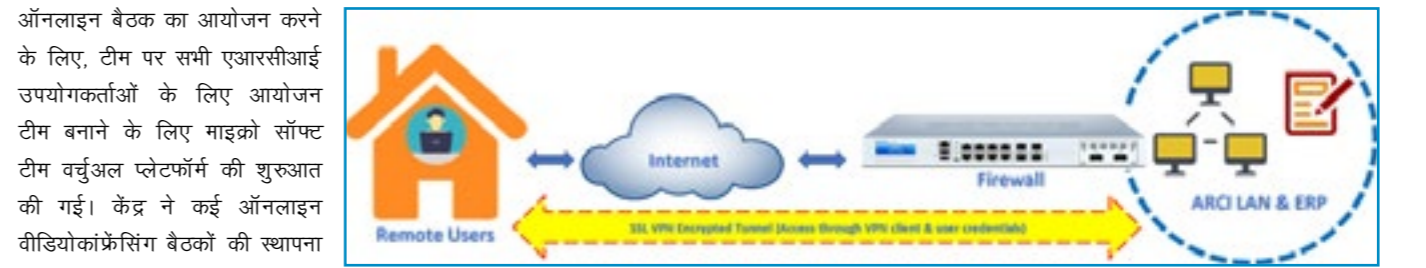 ऑनलाइन बैठक का आयोजन करने
के लिए, टीम पर सभी एआरसीआई
उपयोगकर्ताओं के लिए आयोजन
टीम बनाने के लिए माइक्रो सॉफ्ट
टीम वर्चुअल प्लेटफॉर्म की शुरुआत
की गई। केंद्र ने कई ऑनलाइन
वीडियोकांफ्रेंसिंग बैठकों की स्थापना
Internet
Firewall
ARCI LAN & ERP
Remote Users
SSL VPN Encrypted Tunnel (Access through VPN client & user credentials)